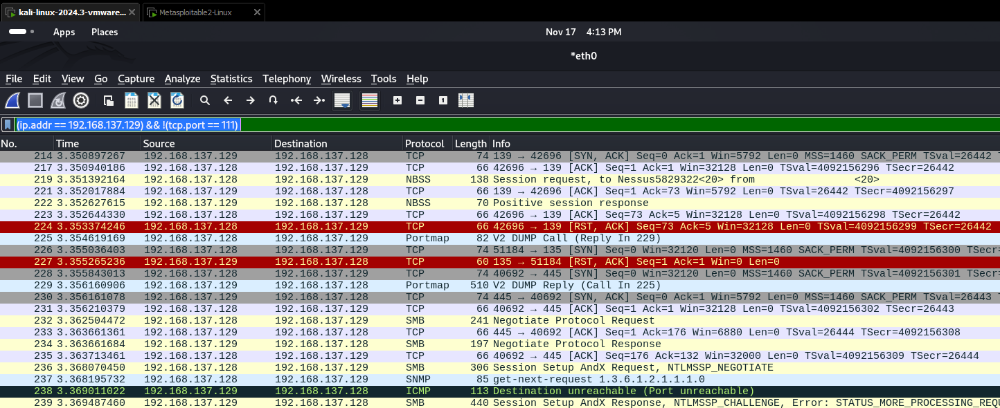 kali-linux-2024.3-vmware... Metasploitable2-Linux
Apps Places Nov 17 4:13 PM
*eth0
File Edit View Go Capture Analyze Statistics Telephony Wireless Tools Help
(ip.addr == 192.168.137.129) && !(tcp.port == 111)
No. Time Source Destination Protocol Length Info
214 3.350897267 192.168.137.129 192.168.137.128 TCP 74 139 → 42696 [SYN, ACK] Seq=0 Ack=1 Win=5792 Len=0 MSS=1460 SACK_PERM TSval=26442
217 3.350940186 192.168.137.128 192.168.137.129 TCP 66 42696 → 139 [ACK] Seq=1 Ack=1 Win=32128 Len=0 TSval=4092156296 TSecr=26442
219 3.351392164 192.168.137.128 192.168.137.129 NBSS 138 Session request, to Nessus5829322<20> from <20>
221 3.352017884 192.168.137.129 192.168.137.128 TCP 66 139 → 42696 [ACK] Seq=1 Ack=73 Win=5792 Len=0 TSval=26442 TSecr=4092156297
222 3.352627615 192.168.137.129 192.168.137.128 NBSS 70 Positive session response
223 3.352644330 192.168.137.128 192.168.137.129 TCP 66 42696 → 139 [ACK] Seq=73 Ack=5 Win=32128 Len=0 TSval=4092156298 TSecr=26442
224 3.353374246 192.168.137.128 192.168.137.129 TCP 66 42696 → 139 [RST, ACK] Seq=73 Ack=5 Win=32128 Len=0 TSval=4092156299 TSecr=26442
225 3.354619169 192.168.137.128 192.168.137.129 Portmap 82 V2 DUMP Call (Reply In 229)
226 3.355036403 192.168.137.128 192.168.137.129 TCP 74 51184 → 135 [SYN] Seq=0 Win=32120 Len=0 MSS=1460 SACK_PERM TSval=4092156300 TSecr=
227 3.355265236 192.168.137.129 192.168.137.128 TCP 60 135 → 51184 [RST, ACK] Seq=1 Ack=1 Win=0 Len=0
228 3.355843013 192.168.137.128 192.168.137.129 TCP 74 40692 → 445 [SYN] Seq=0 Win=32120 Len=0 MSS=1460 SACK_PERM TSval=4092156301 TSecr=
229 3.356160906 192.168.137.129 192.168.137.128 Portmap 510 V2 DUMP Reply (Call In 225)
230 3.356161078 192.168.137.129 192.168.137.128 TCP 74 445 → 40692 [SYN, ACK] Seq=0 Ack=1 Win=5792 Len=0 MSS=1460 SACK_PERM TSval=26443
231 3.356210379 192.168.137.128 192.168.137.129 TCP 66 40692 → 445 [ACK] Seq=1 Ack=1 Win=32128 Len=0 TSval=4092156302 TSecr=26443
232 3.362504472 192.168.137.128 192.168.137.129 SMB 241 Negotiate Protocol Request
233 3.363661361 192.168.137.129 192.168.137.128 TCP 66 445 → 40692 [ACK] Seq=1 Ack=176 Win=6880 Len=0 TSval=26444 TSecr=4092156308
234 3.363661684 192.168.137.129 192.168.137.128 SMB 197 Negotiate Protocol Response
235 3.363713461 192.168.137.128 192.168.137.129 TCP 66 40692 → 445 [ACK] Seq=176 Ack=132 Win=32000 Len=0 TSval=4092156309 TSecr=26444
236 3.368070450 192.168.137.128 192.168.137.129 SMB 306 Session Setup AndX Request, NTLMSSP_NEGOTIATE
237 3.368195732 192.168.137.128 192.168.137.129 SNMP 85 get-next-request 1.3.6.1.2.1.1.1.0
238 3.369011022 192.168.137.129 192.168.137.128 ICMP 113 Destination unreachable (Port unreachable)
239 3.369487460 192.168.137.129 192.168.137.128 SMB 440 Session Setup AndX Response, NTLMSSP_CHALLENGE, Error: STATUS_MORE_PROCESSING_REQU